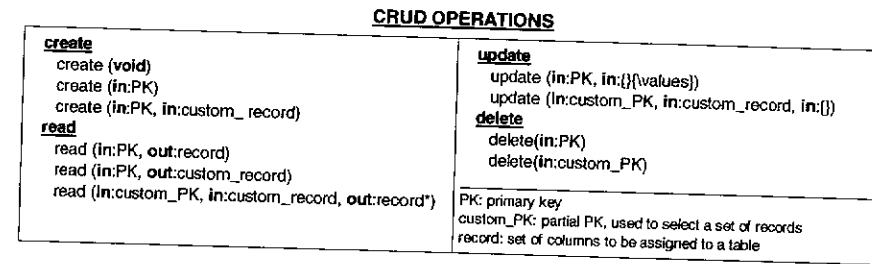 CRUD OPERATIONS
create
create (void)
create (in:PK)
create (in:PK, in:custom_ record)
read
read (in:PK, out:record)
read (in:PK, out:custom_record)
read (in:custom_PK, in:custom_record, out:record*)
update
update (in:PK, in:{}{\values})
update (in:custom_PK, in:custom_record, in:{})
delete
delete(in:PK)
delete(in:custom_PK)
PK: primary key
custom_PK: partial PK, used to select a set of records
record: set of columns to be assigned to a table